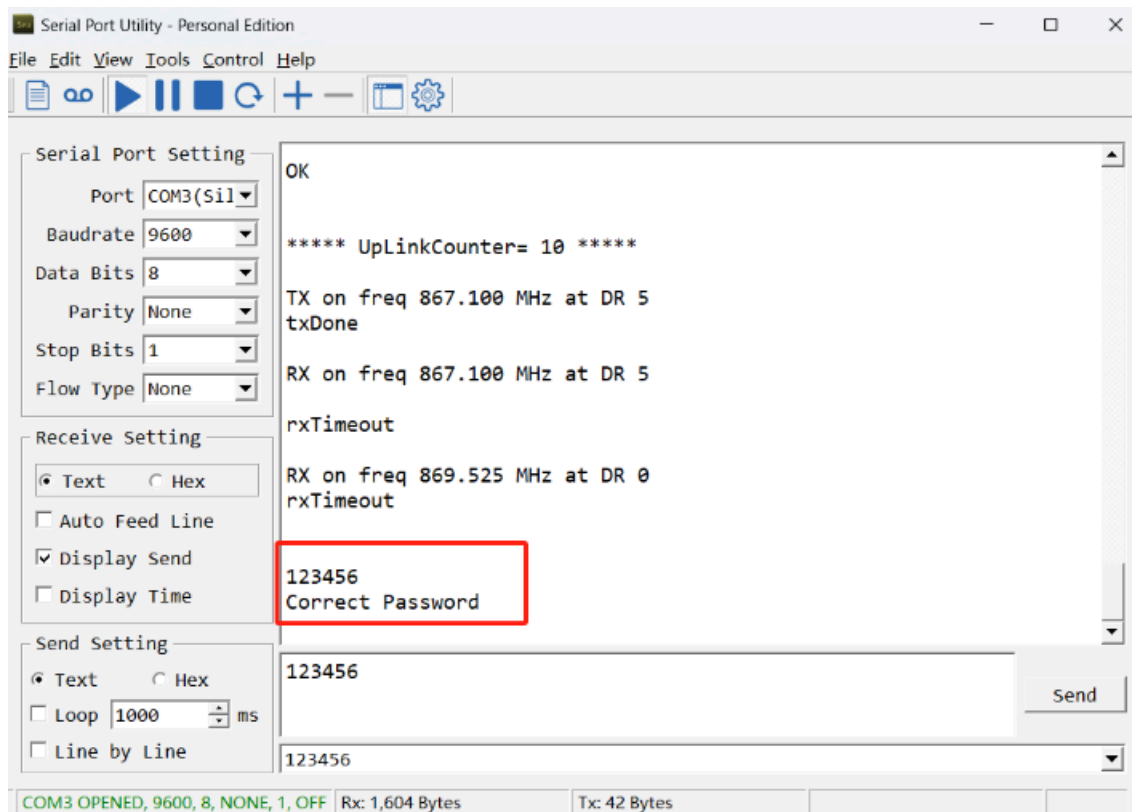 Serial Port Utility - Personal Edition
File Edit View Tools Control Help
Serial Port Setting
Port COM3(Sil
Baudrate 9600
Data Bits 8
Parity None
Stop Bits 1
Flow Type None
Receive Setting
Text Hex
Auto Feed Line
Display Send
Display Time
Send Setting
Text Hex
Loop 1000 ms
Line by Line
OK
***** UpLinkCounter= 10 *****
TX on freq 867.100 MHz at DR 5
txDone
RX on freq 867.100 MHz at DR 5
rxTimeout
RX on freq 869.525 MHz at DR 0
rxTimeout
123456
Correct Password
123456
Send
123456
COM3 OPENED, 9600, 8, NONE, 1, OFF Rx: 1,604 Bytes Tx: 42 Bytes